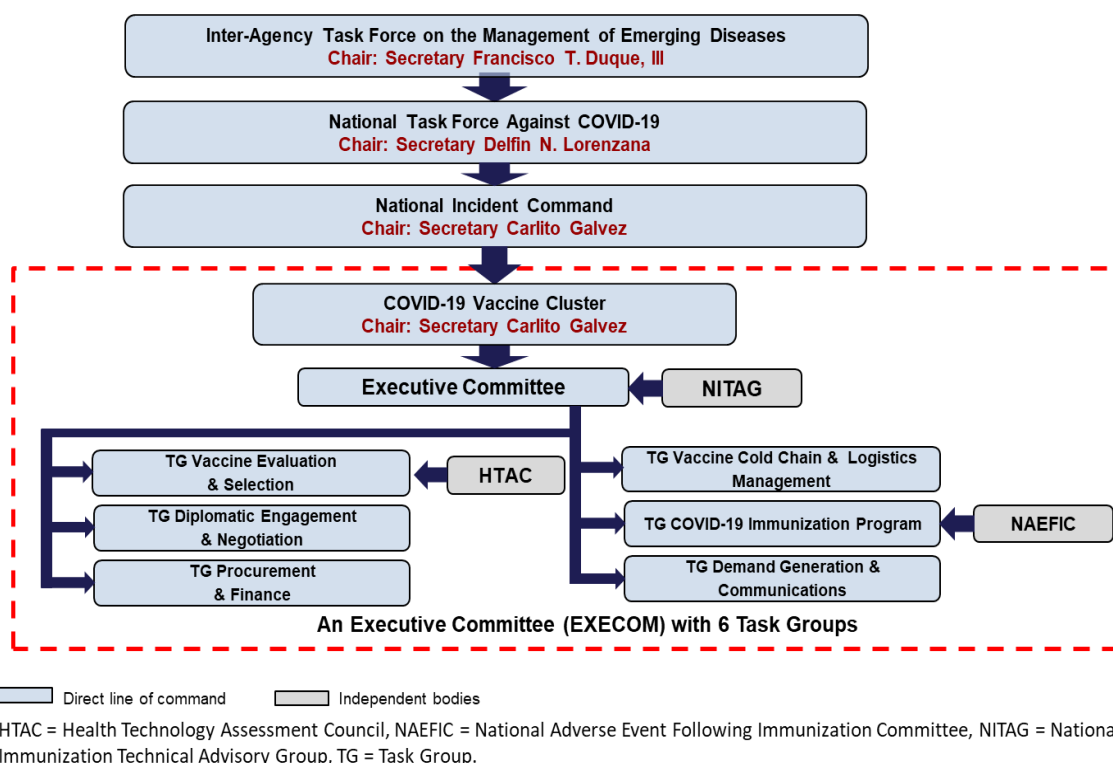 Inter-Agency Task Force on the Management of Emerging Diseases
Chair: Secretary Francisco T. Duque, III
National Task Force Against COVID-19
Chair: Secretary Delfin N. Lorenzana
National Incident Command
Chair: Secretary Carlito Galvez
COVID-19 Vaccine Cluster
Chair: Secretary Carlito Galvez
Executive Committee
NITAG
TG Vaccine Evaluation
& Selection
HTAC
TG Diplomatic Engagement
& Negotiation
TG Procurement
& Finance
TG Vaccine Cold Chain & Logistics
Management
TG COVID-19 Immunization Program
NAEFIC
TG Demand Generation &
Communications
An Executive Committee (EXECOM) with 6 Task Groups
Direct line of command
Independent bodies
HTAC = Health Technology Assessment Council, NAEFIC = National Adverse Event Following Immunization Committee, NITAG = National
Immunization Technical Advisory Group, TG = Task Group.